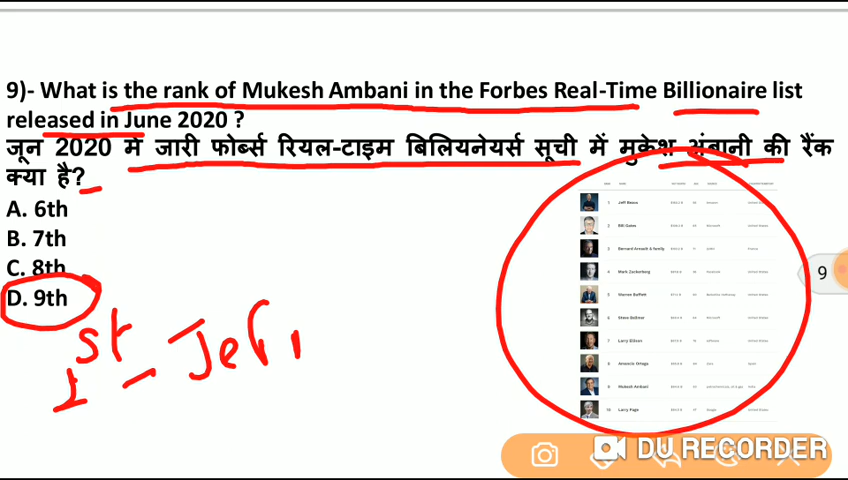 9)- What is the rank of Mukesh Ambani in the Forbes Real-Time Billionaire list
released in June 2020 ?
जून 2020 में जारी फोर्ब्स रियल-टाइम बिलियनेयर्स सूची में मुकेश अंबानी की रैंक
क्या है?
A. 6th
B. 7th
C. 8th
D. 9th
1 Jeff Bezos
2 Bill Gates
3 Bernard Arnault & family
4 Mark Zuckerberg
5 Warren Buffett
6 Steve Ballmer
7 Larry Ellison
8 Amancio Ortega
9 Mukesh Ambani
10 Larry Page
9
st
1 - Jeff
DU RECORDER